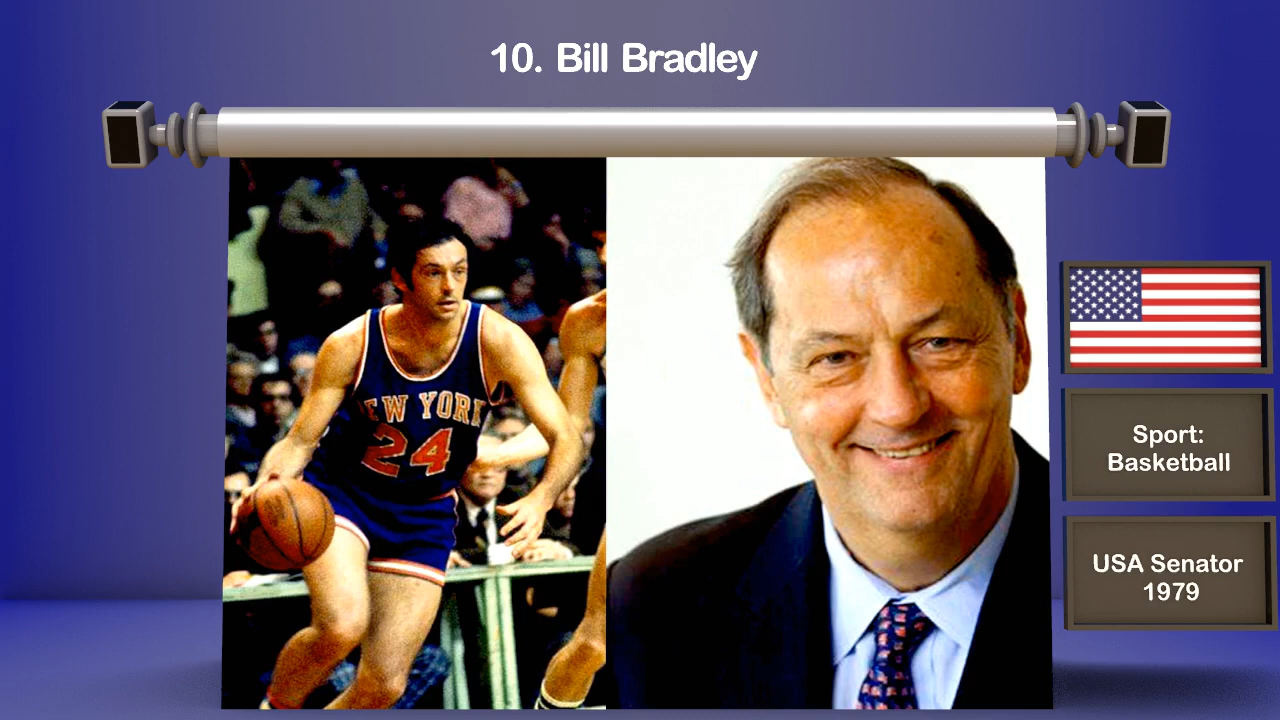 10. Bill Bradley
EW YORK
24
Sport:
Basketball
USA Senator
1979